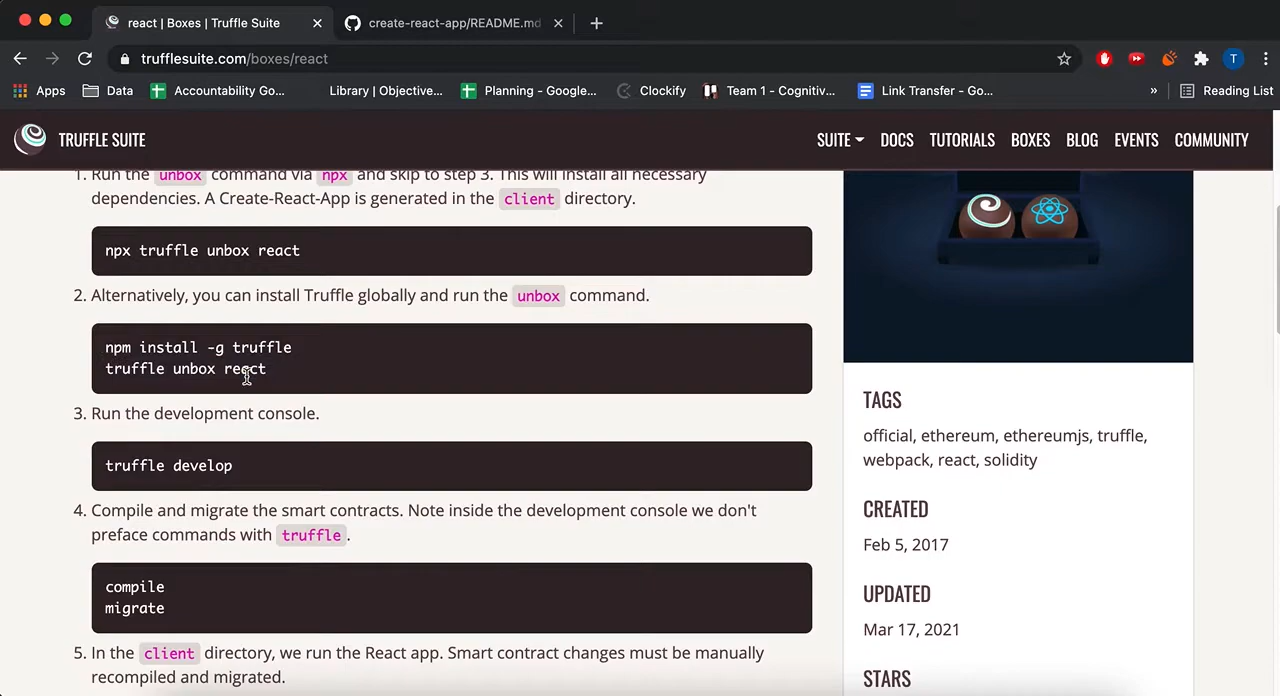 react | Boxes | Truffle Suite
create-react-app/README.md
trufflesuite.com/boxes/react
T
Apps
Data
Accountability Go...
Library | Objective...
Planning - Google...
Clockify
Team 1 - Cognitiv...
Link Transfer - Go...
»
Reading List
TRUFFLE SUITE
SUITE
DOCS
TUTORIALS
BOXES
BLOG
EVENTS
COMMUNITY
1. Run the unbox command via npx and skip to step 3. This will install all necessary
dependencies. A Create-React-App is generated in the client directory.
npx truffle unbox react
2. Alternatively, you can install Truffle globally and run the unbox command.
npm install -g truffle
truffle unbox react
3. Run the development console.
truffle develop
4. Compile and migrate the smart contracts. Note inside the development console we don't
preface commands with truffle.
compile
migrate
5. In the client directory, we run the React app. Smart contract changes must be manually
recompiled and migrated.
TAGS
official, ethereum, ethereumjs, truffle,
webpack, react, solidity
CREATED
Feb 5, 2017
UPDATED
Mar 17, 2021
STARS